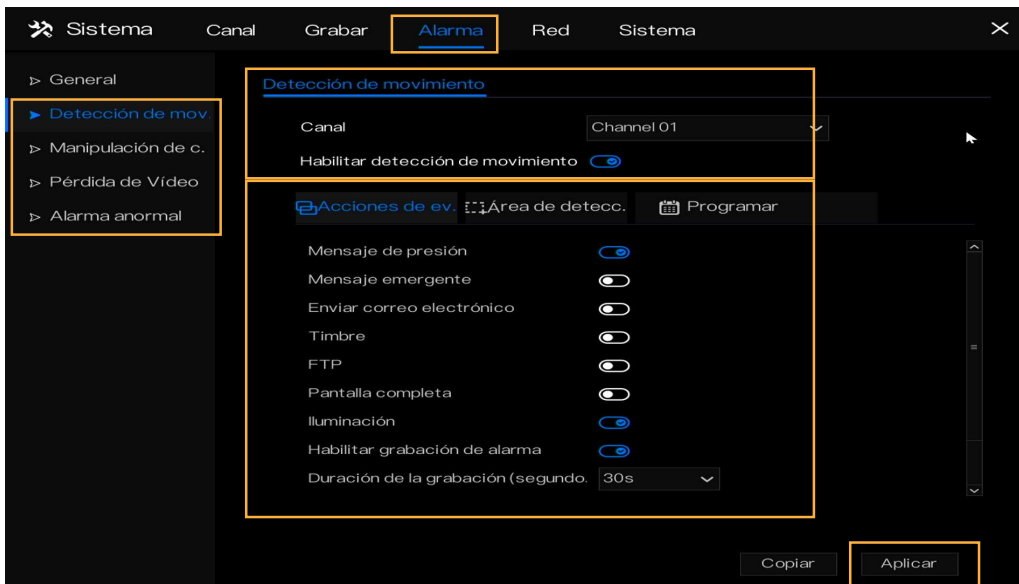 Sistema Canal Grabar Alarma Red Sistema
General
Detección de mov.
Manipulación de c.
Pérdida de Vídeo
Alarma anormal
Detección de movimiento
Canal Channel 01
Habilitar detección de movimiento
Acciones de ev. Área de detecc. Programar
Mensaje de presión
Mensaje emergente
Enviar correo electrónico
Timbre
FTP
Pantalla completa
Iluminación
Habilitar grabación de alarma
Duración de la grabación (segundo. 30s
Copiar Aplicar